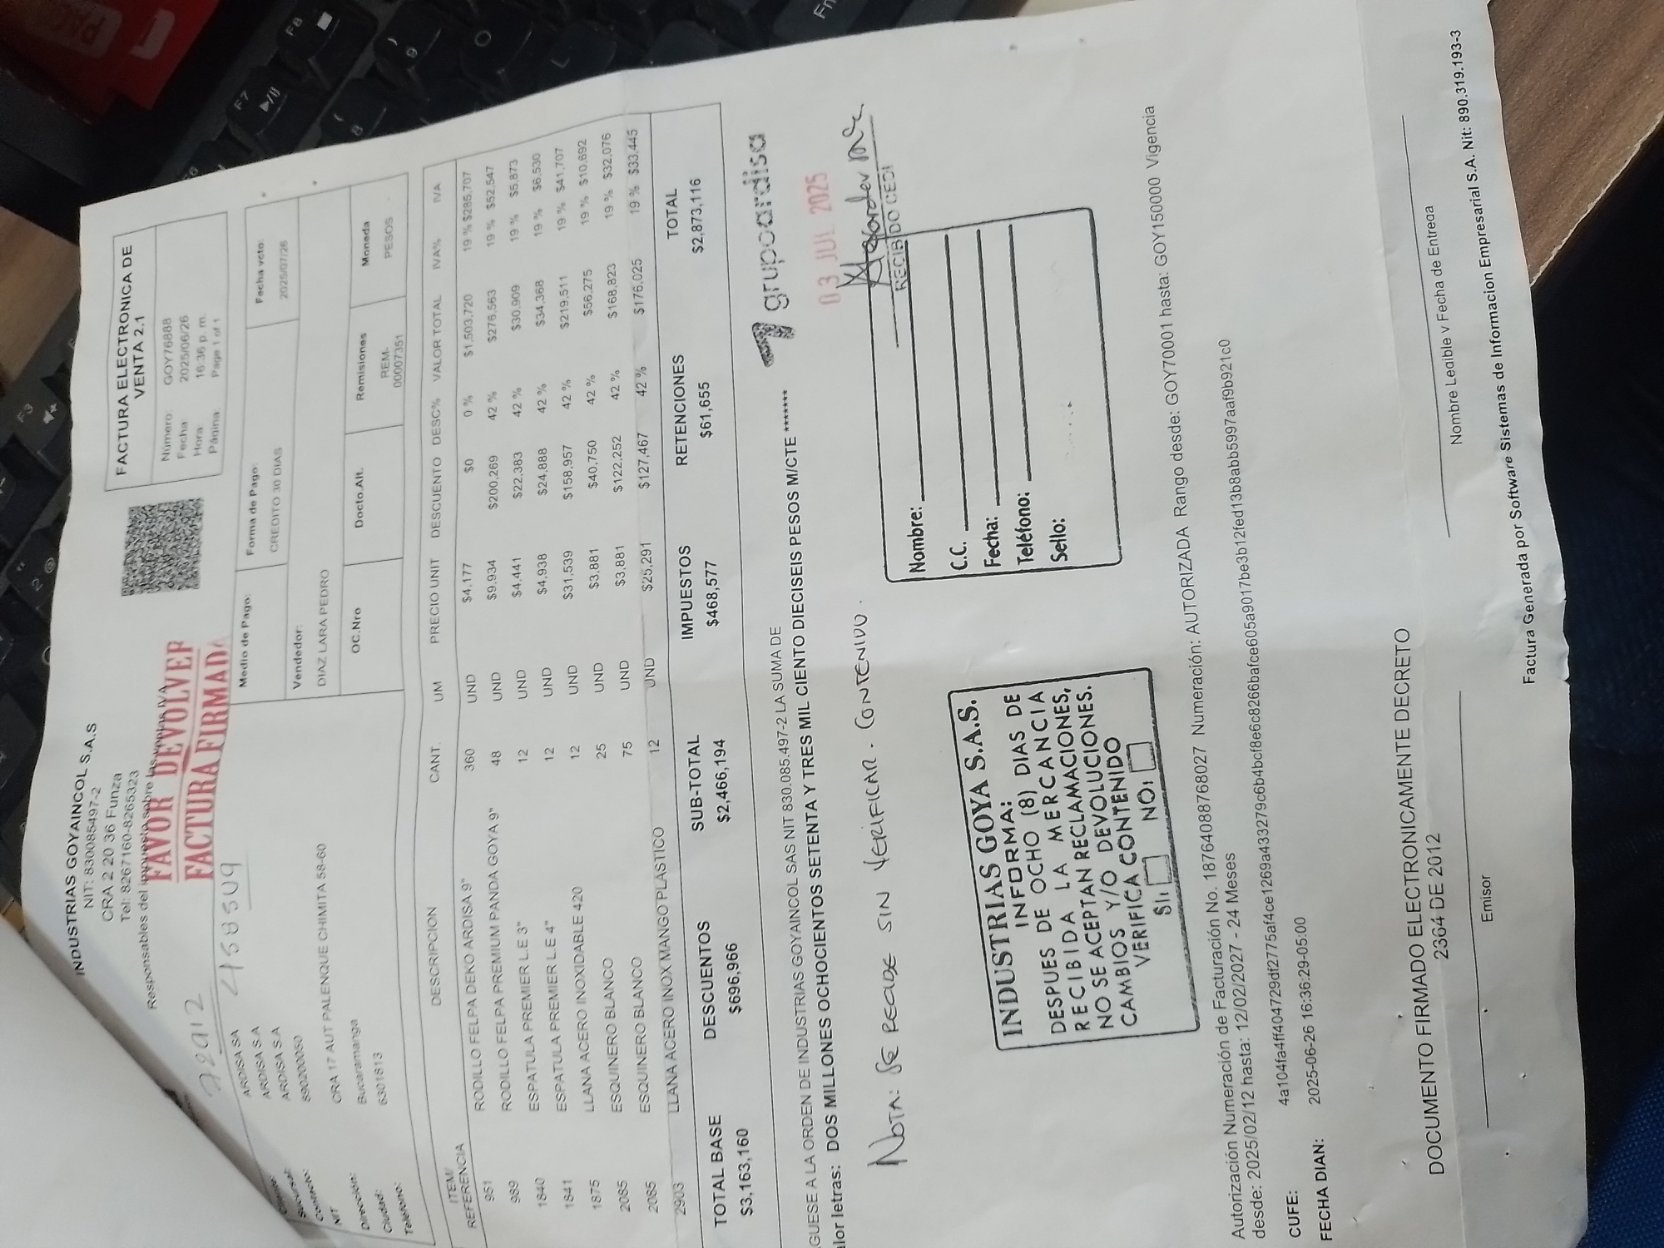 INDUSTRIAS GOYAINCOL S.A.S
NIT: 830085497-2
CRA 2 20 36 Funza
Tel: 8267160-8265323
Responsables del impuesto sobre las ventas IVA
FAVOR DEVOLVER
FACTURA FIRMADA
FACTURA ELECTRONICA DE
VENTA 2.1
Número: GOY76888
Fecha: 2025/06/26
Hora: 16:36 p. m.
Página: Page 1 of 1
22912
ARDISA SA
ARDISA S.A
Sucursal: ARDISA S.A
Contacto:
NIT 890200050
Dirección: CRA 17 AUT PALENQUE CHIMITA 58-60
Ciudad: Bucaramanga
Teléfono: 6301813
Medio de Pago: Forma de Pago: Fecha vcto:
CREDITO 30 DIAS 2025/07/26
Vendedor:
DIAZ LARA PEDRO
OC.Nro Docto.Alt. Remisiones Moneda
REM-00007351 PESOS
ITEM/REFERENCIA DESCRIPCION CANT. UM PRECIO UNIT DESCUENTO DESC% VALOR TOTAL IVA% IVA
951 RODILLO FELPA DEKO ARDISA 9" 360 UND $4,177 $0 0 % $1,503,720 19 % $285,707
989 RODILLO FELPA PREMIUM PANDA GOYA 9" 48 UND $9,934 $200,269 42 % $276,563 19 % $52,547
1840 ESPATULA PREMIER L.E 3" 12 UND $4,441 $22,383 42 % $30,909 19 % $5,873
1841 ESPATULA PREMIER L.E 4" 12 UND $4,938 $24,888 42 % $34,368 19 % $6,530
1875 LLANA ACERO INOXIDABLE 420 12 UND $31,539 $158,957 42 % $219,511 19 % $41,707
2085 ESQUINERO BLANCO 25 UND $3,881 $40,750 42 % $56,275 19 % $10,692
2085 ESQUINERO BLANCO 75 UND $3,881 $122,252 42 % $168,823 19 % $32,076
2903 LLANA ACERO INOX MANGO PLASTICO 12 UND $25,291 $127,467 42 % $176,025 19 % $33,445
TOTAL BASE DESCUENTOS SUB-TOTAL IMPUESTOS RETENCIONES TOTAL
$3,163,160 $696,966 $2,466,194 $468,577 $61,655 $2,873,116
GUESE A LA ORDEN DE INDUSTRIAS GOYAINCOL SAS NIT 830.085.497-2 LA SUMA DE
alor letras: DOS MILLONES OCHOCIENTOS SETENTA Y TRES MIL CIENTO DIECISEIS PESOS M/CTE *******
grupoardisa
03 JUL 2025
RECIBIDO CEDI
Nota: Se recibe sin verificar. Contenido.
INDUSTRIAS GOYA S.A.S.
INFORMA:
DESPUES DE OCHO (8) DIAS DE
RECIBIDA LA MERCANCIA
NO SE ACEPTAN RECLAMACIONES,
CAMBIOS Y/O DEVOLUCIONES.
VERIFICA CONTENIDO
SI: NO:
Nombre:
C.C.
Fecha:
Teléfono:
Sello:
Autorización Numeración de Facturación No. 18764088768027 Numeración: AUTORIZADA Rango desde: GOY70001 hasta: GOY150000 Vigencia
desde: 2025/02/12 hasta: 12/02/2027 - 24 Meses
CUFE: 4a104fa4ff404729df2775af4ce1269a433279c6b4bcf8e6c8266bafce605a9017be3b12fed13b8abb5997aaf9b921c0
FECHA DIAN: 2025-06-26 16:36:29-05:00
DOCUMENTO FIRMADO ELECTRONICAMENTE DECRETO
2364 DE 2012
Emisor
Nombre Legible y Fecha de Entrega
Factura Generada por Software Sistemas de Informacion Empresarial S.A. Nit: 890.319.193-3